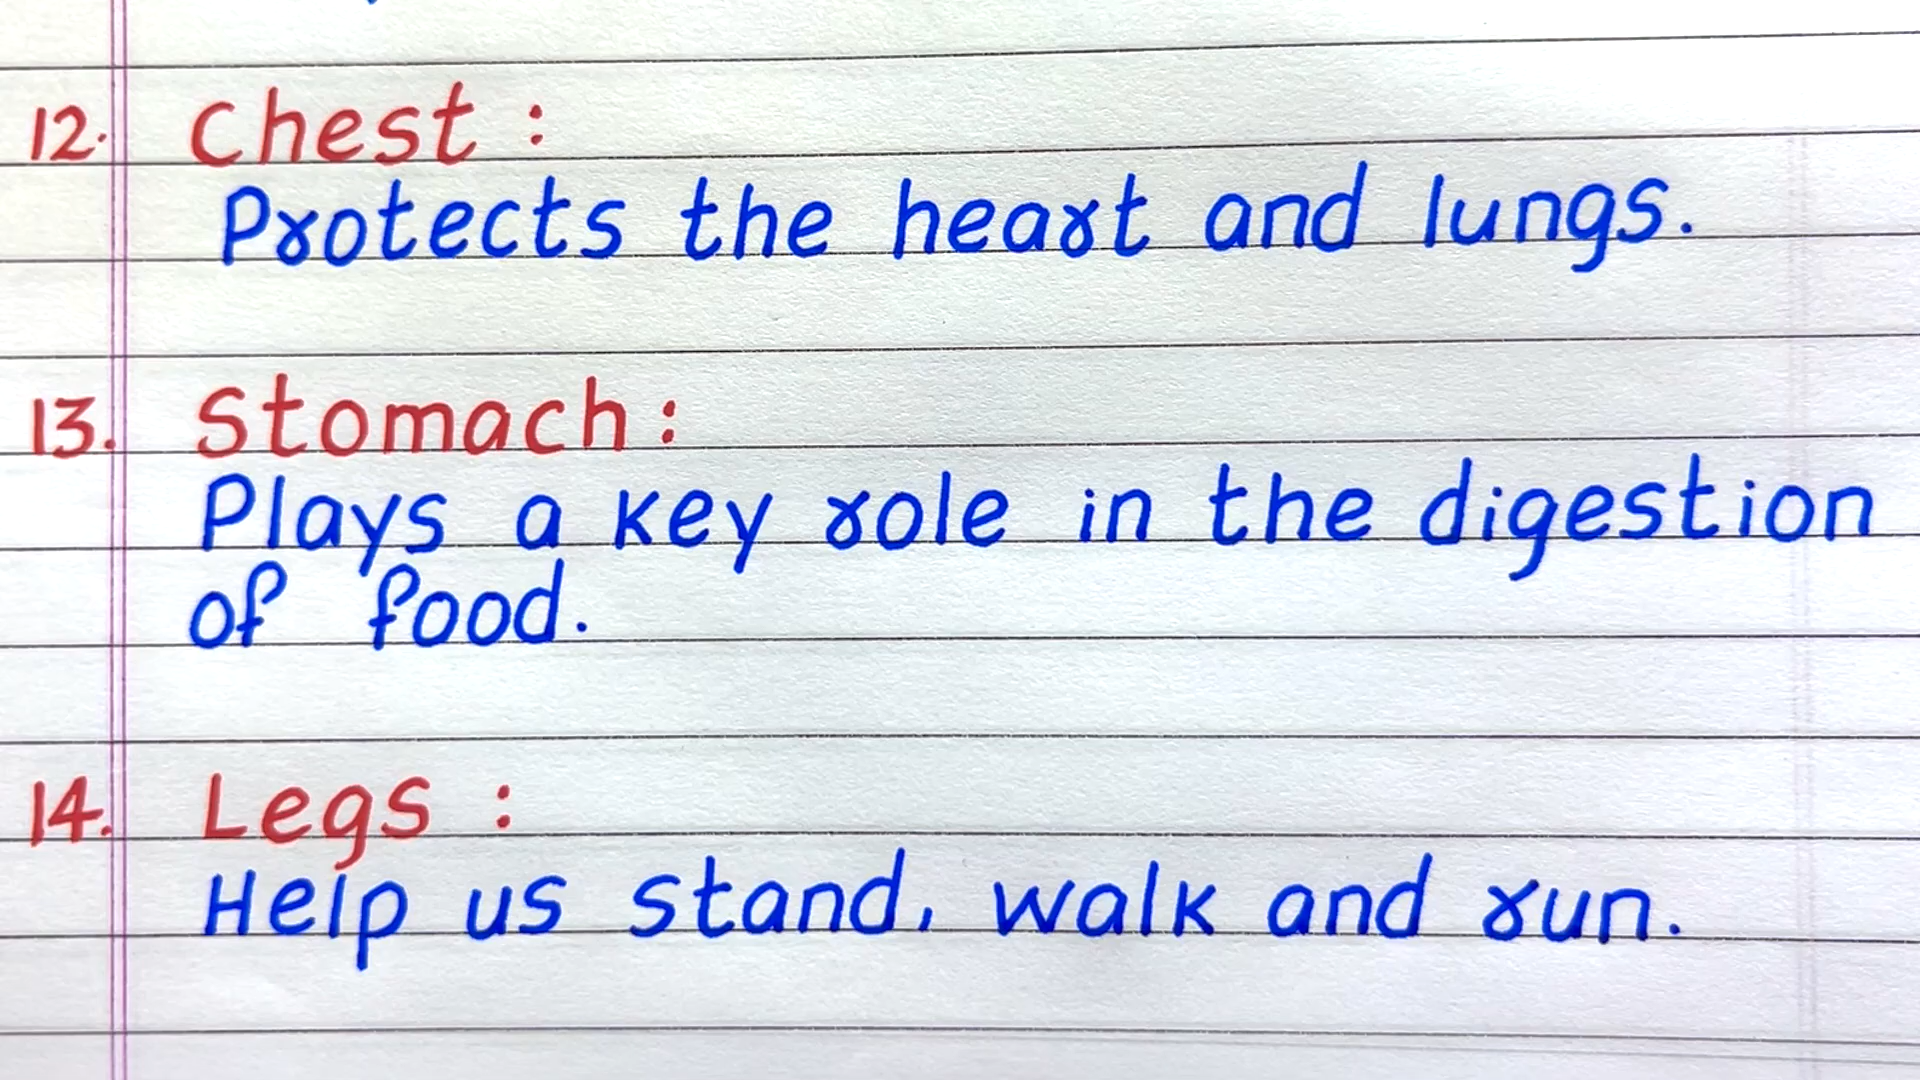 12. Chest :
Protects the heart and lungs.
13. Stomach :
Plays a key role in the digestion
of food.
14. Legs :
Help us stand, walk and run.